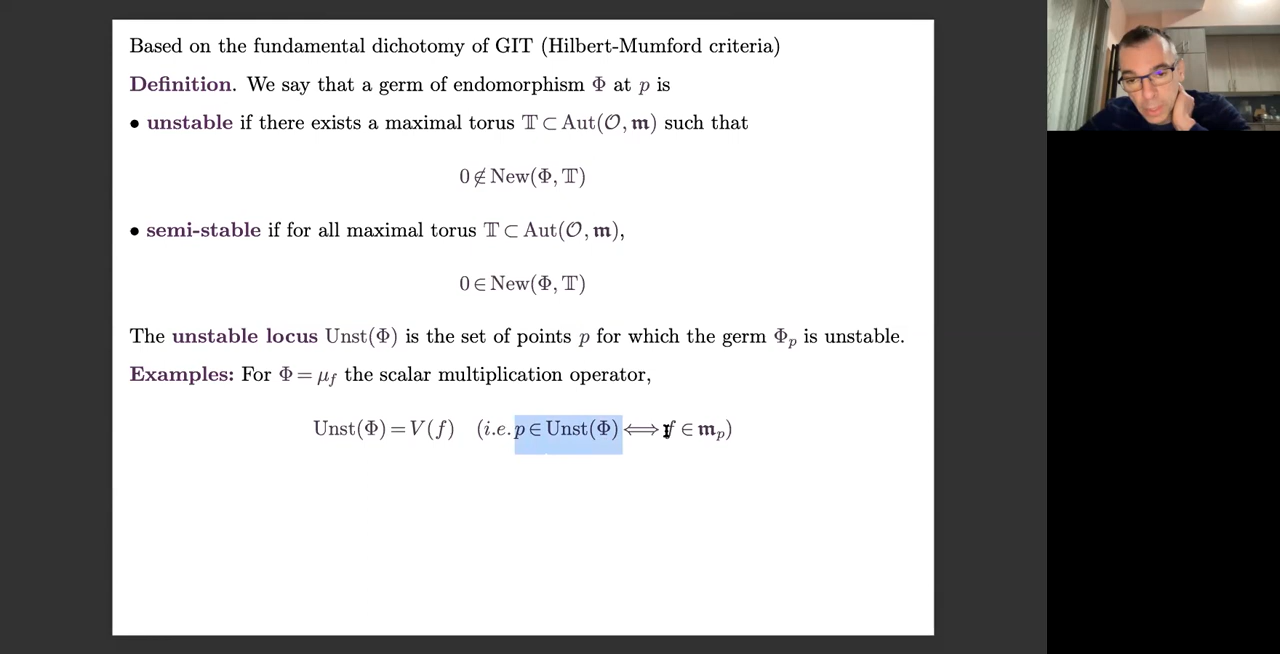 Based on the fundamental dichotomy of GIT (Hilbert-Mumford criteria)
Definition. We say that a germ of endomorphism Φ at p is
• unstable if there exists a maximal torus 𝕋 ⊂ Aut(𝒪, 𝔪) such that
0 ∉ New(Φ, 𝕋)
• semi-stable if for all maximal torus 𝕋 ⊂ Aut(𝒪, 𝔪),
0 ∈ New(Φ, 𝕋)
The unstable locus Unst(Φ) is the set of points p for which the germ Φₚ is unstable.
Examples: For Φ = μ_f the scalar multiplication operator,
Unst(Φ) = V(f) (i.e. p ∈ Unst(Φ) ⟺ f ∈ 𝔪ₚ)